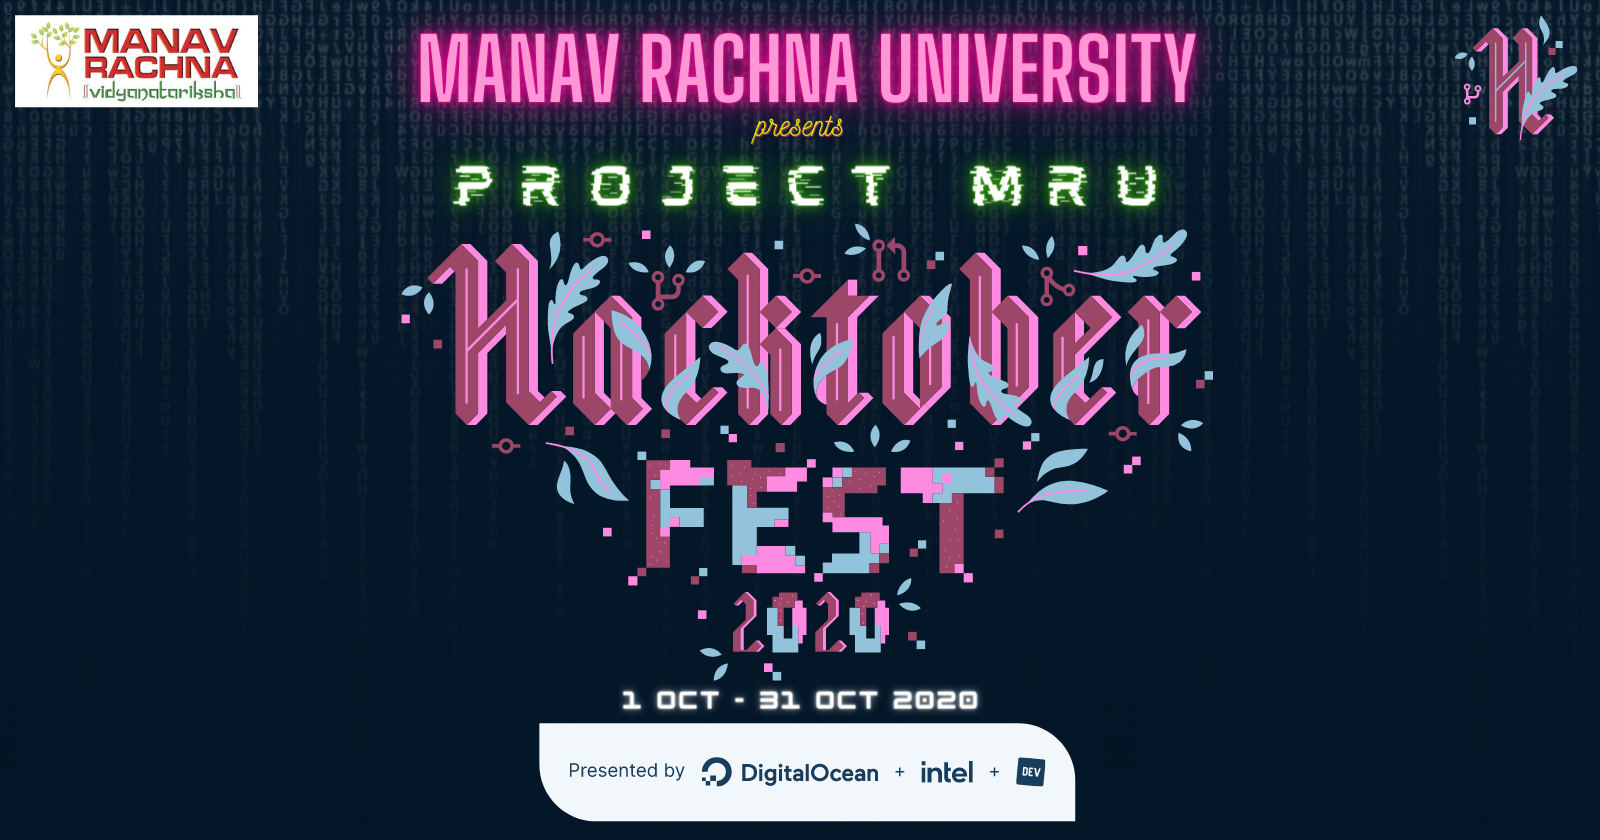 MANAV
RACHNA
vidyanatariksha
MANAV RACHNA UNIVERSITY
presents
PROJECT MRU
H
Hacktober
FEST
2020
1 OCT - 31 OCT 2020
Presented by DigitalOcean + intel + DEV